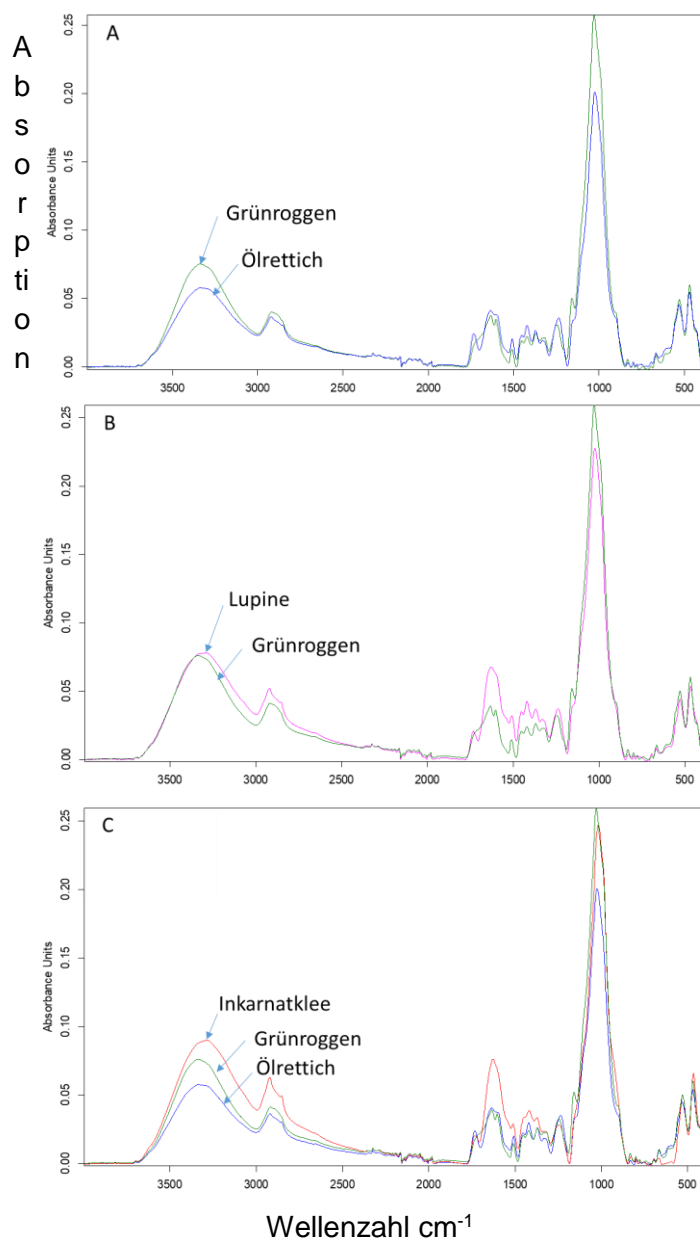 A
b
s
o
r
p
ti
o
n
A
Absorbance Units
0.25
0.20
0.15
0.10
0.05
0.00
Grünroggen
Ölrettich
3500 3000 2500 2000 1500 1000 500
B
Absorbance Units
0.25
0.20
0.15
0.10
0.05
0.00
Lupine
Grünroggen
3500 3000 2500 2000 1500 1000 500
C
Absorbance Units
0.25
0.20
0.15
0.10
0.05
0.00
Inkarnatklee
Grünroggen
Ölrettich
3500 3000 2500 2000 1500 1000 500
Wellenzahl cm⁻¹